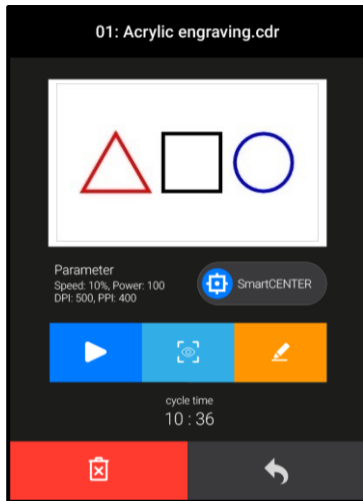 01: Acrylic engraving.cdr
Parameter
Speed: 10%, Power: 100
DPI: 500, PPI: 400
SmartCENTER
cycle time
10 : 36